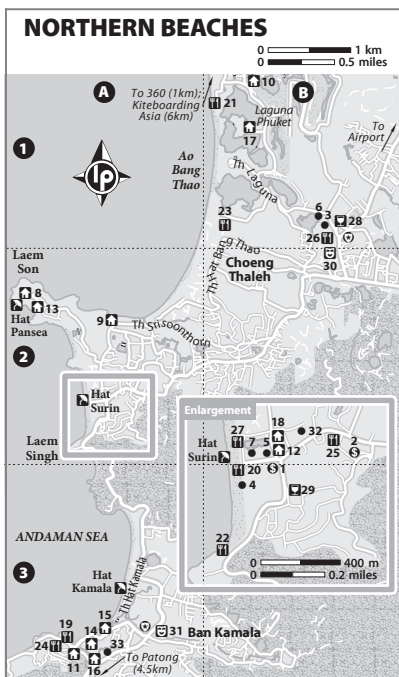 NORTHERN BEACHES
0 1 km
0 0.5 miles
A
To 360 (1km);
Kiteboarding
Asia (6km)
10
B
21
Laguna
Phuket
17
To
Airport
1
Ao
Bang
Thao
Th Laguna
lp
23
6
3
28
26
30
Th Hat Bang Thao
Choeng
Thaleh
Laem
Son
8
13
9
Th Srisoonthorn
Hat
Pansea
2
Hat
Surin
Laem
Singh
Enlargement
18
32
27
7
5
12
25
2
Hat
Surin
20
1
4
29
22
0 400 m
0 0.2 miles
ANDAMAN SEA
3
Hat
Kamala
Th Hat Kamala
15
19
14
31
Ban Kamala
24
33
11
16
To Patong
(4.5km)